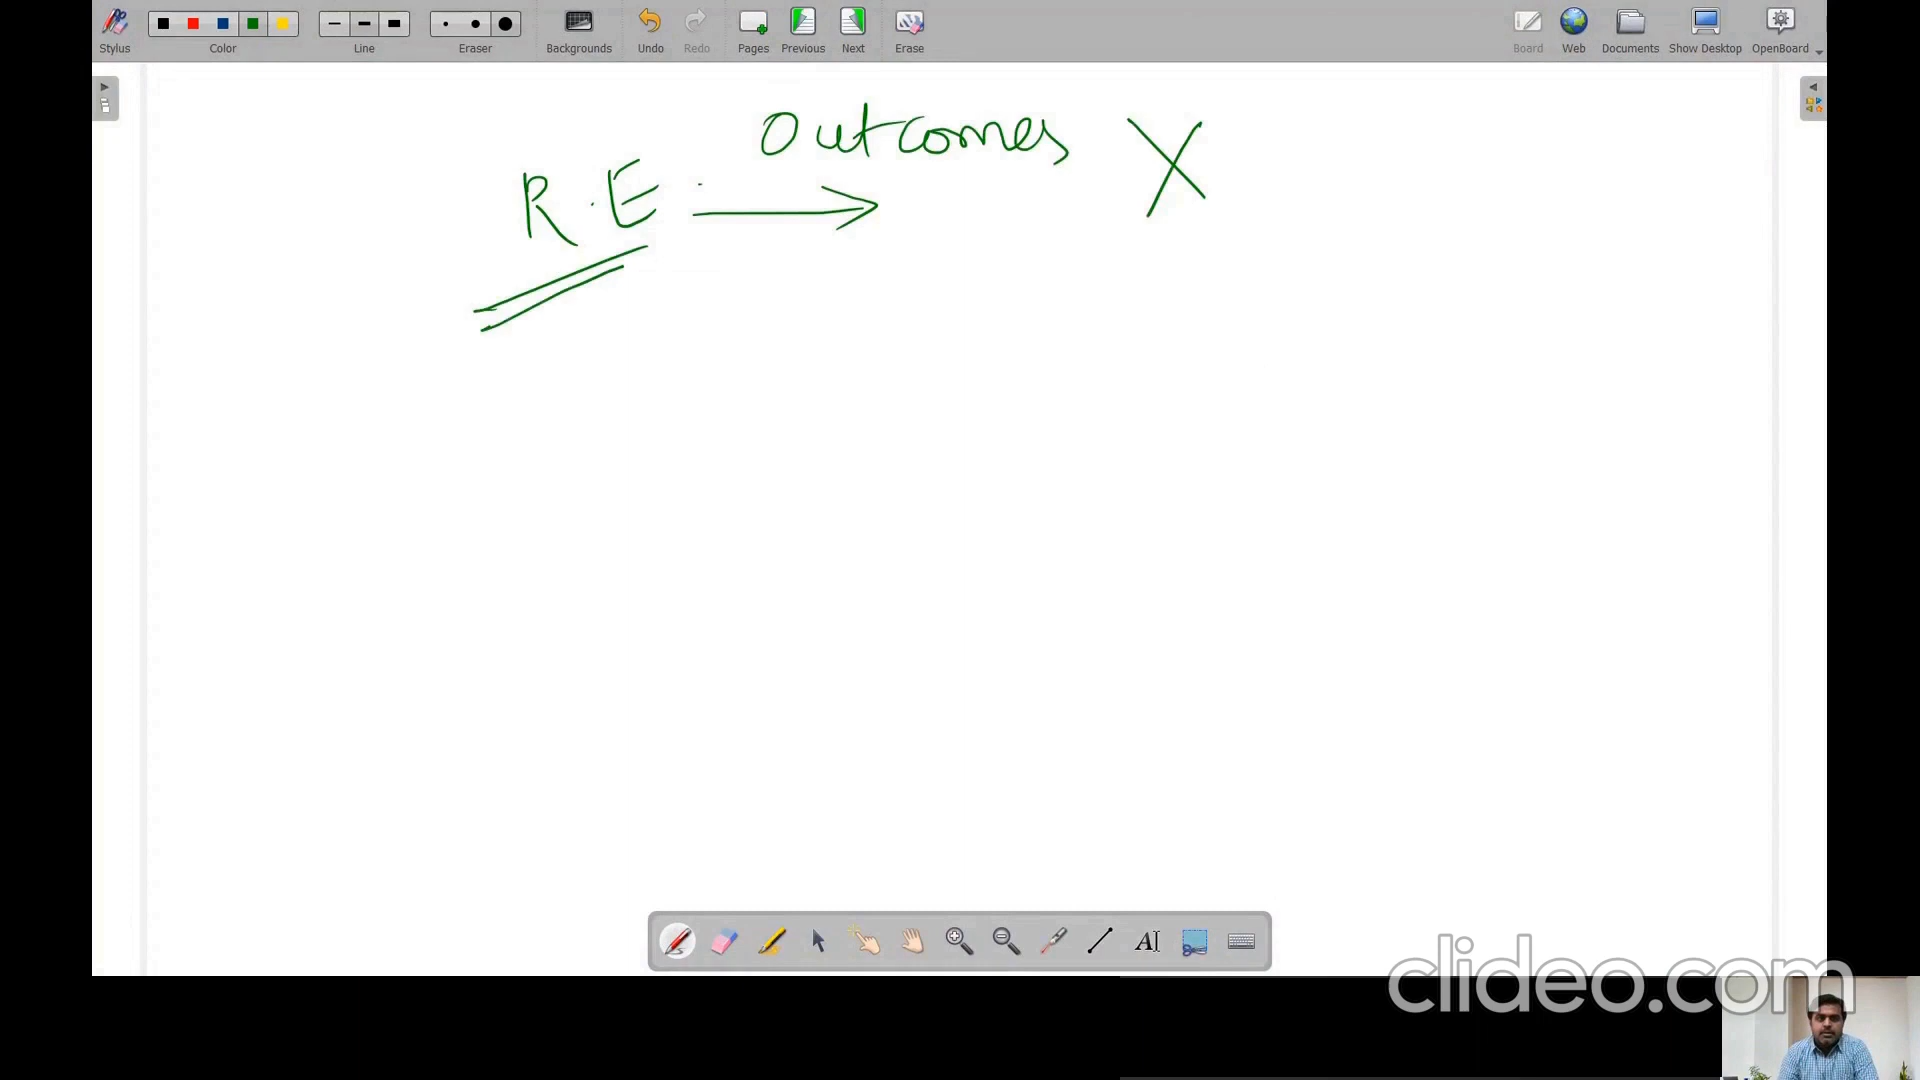 Stylus Color Line Eraser Backgrounds Undo Redo Pages Previous Next Erase Board Web Documents Show Desktop OpenBoard
Outcomes X
R.E. →
clideo.com